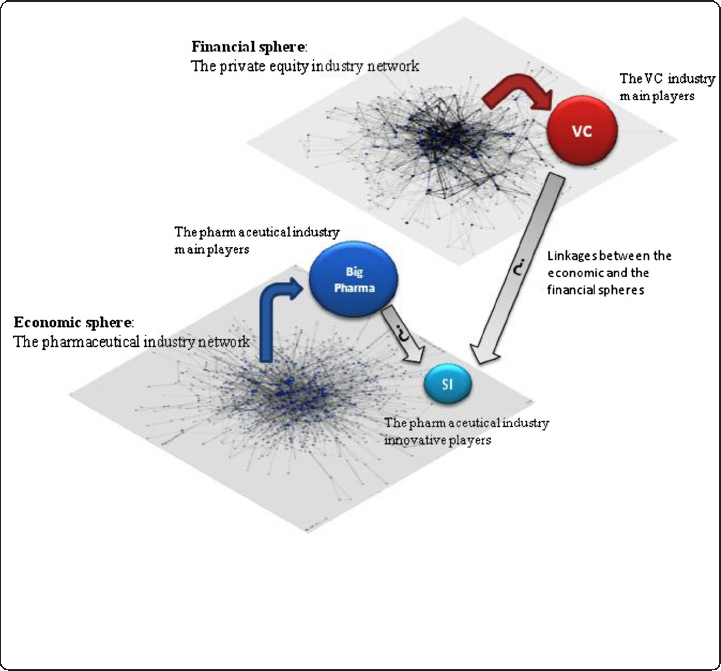 Financial sphere:
The private equity industry network
The VC industry
main players
VC
The pharmaceutical industry
main players
Big
Pharma
Linkages between the
economic and the
financial spheres
?
?
Economic sphere:
The pharmaceutical industry network
SI
The pharmaceutical industry
innovative players